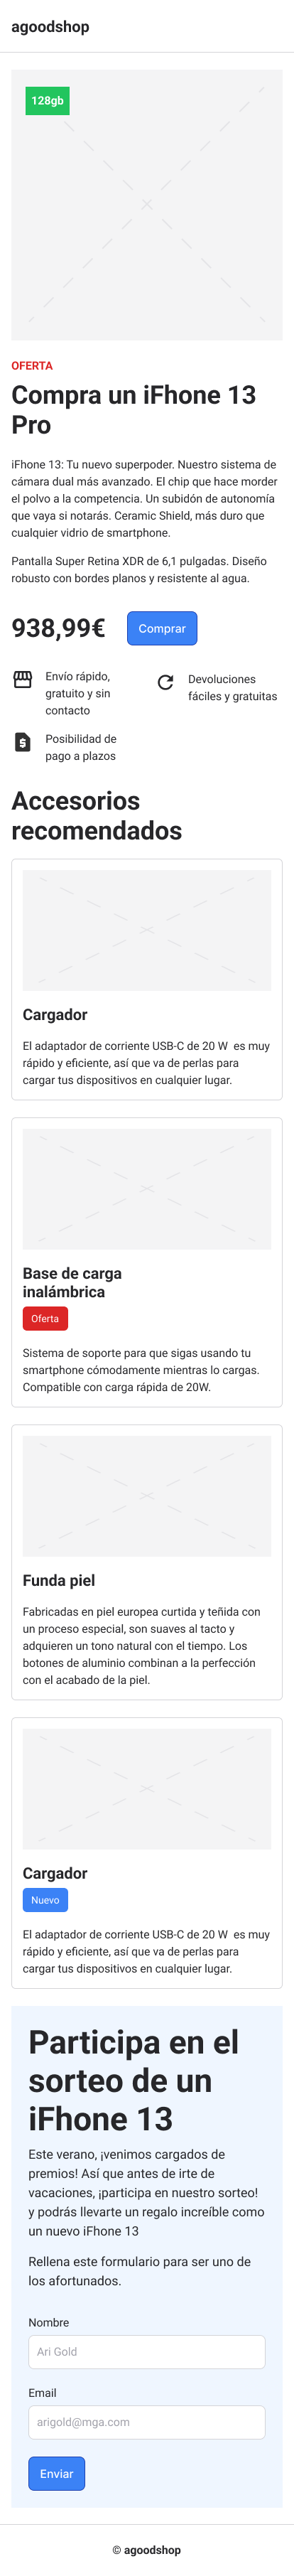 agoodshop
128gb
OFERTA
Compra un iFhone 13
Pro
iFhone 13: Tu nuevo superpoder. Nuestro sistema de
cámara dual más avanzado. El chip que hace morder
el polvo a la competencia. Un subidón de autonomía
que vaya si notarás. Ceramic Shield, más duro que
cualquier vidrio de smartphone.
Pantalla Super Retina XDR de 6,1 pulgadas. Diseño
robusto con bordes planos y resistente al agua.
938,99€
Comprar
Envío rápido,
gratuito y sin
contacto
Devoluciones
fáciles y gratuitas
Posibilidad de
pago a plazos
Accesorios
recomendados
Cargador
El adaptador de corriente USB-C de 20 W  es muy
rápido y eficiente, así que va de perlas para
cargar tus dispositivos en cualquier lugar.
Base de carga
inalámbrica
Oferta
Sistema de soporte para que sigas usando tu
smartphone cómodamente mientras lo cargas.
Compatible con carga rápida de 20W.
Funda piel
Fabricadas en piel europea curtida y teñida con
un proceso especial, son suaves al tacto y
adquieren un tono natural con el tiempo. Los
botones de aluminio combinan a la perfección
con el acabado de la piel.
Cargador
Nuevo
El adaptador de corriente USB-C de 20 W  es muy
rápido y eficiente, así que va de perlas para
cargar tus dispositivos en cualquier lugar.
Participa en el
sorteo de un
iFhone 13
Este verano, ¡venimos cargados de
premios! Así que antes de irte de
vacaciones, ¡participa en nuestro sorteo!
y podrás llevarte un regalo increíble como
un nuevo iFhone 13
Rellena este formulario para ser uno de
los afortunados.
Nombre
Ari Gold
Email
arigold@mga.com
Enviar
© agoodshop